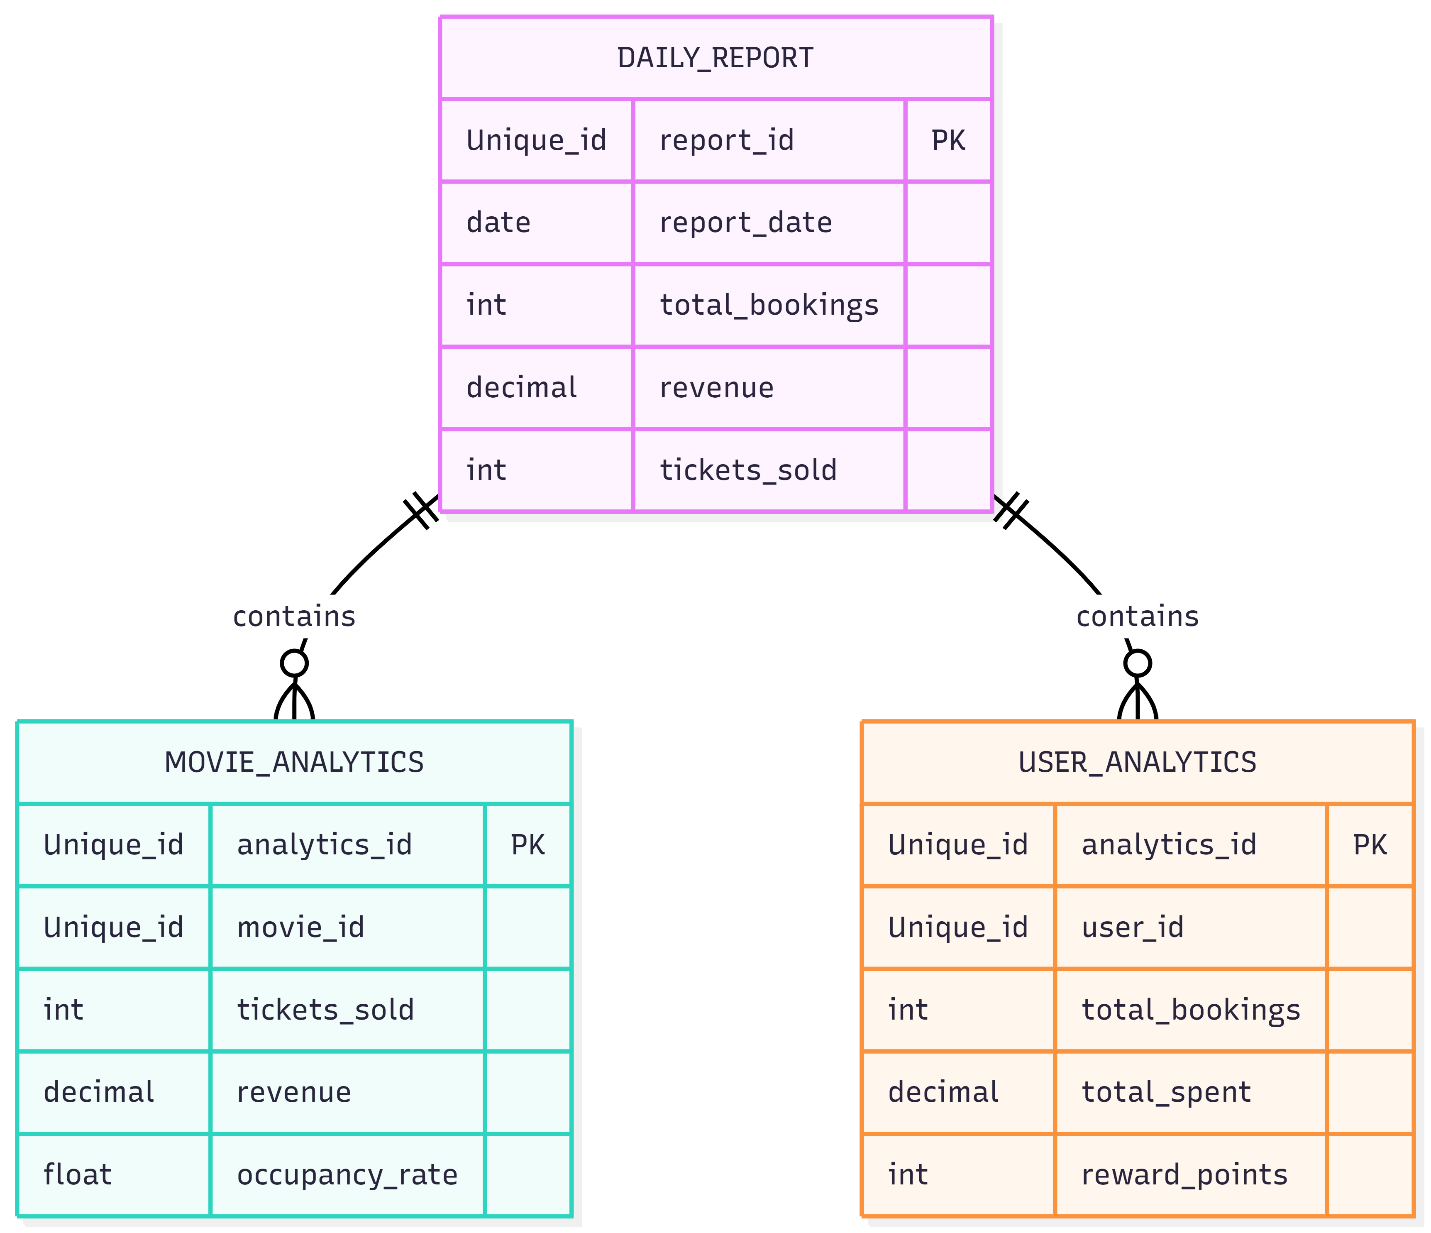 DAILY_REPORT
Unique_id report_id PK
date report_date
int total_bookings
decimal revenue
int tickets_sold
contains
contains
MOVIE_ANALYTICS
Unique_id analytics_id PK
Unique_id movie_id
int tickets_sold
decimal revenue
float occupancy_rate
USER_ANALYTICS
Unique_id analytics_id PK
Unique_id user_id
int total_bookings
decimal total_spent
int reward_points